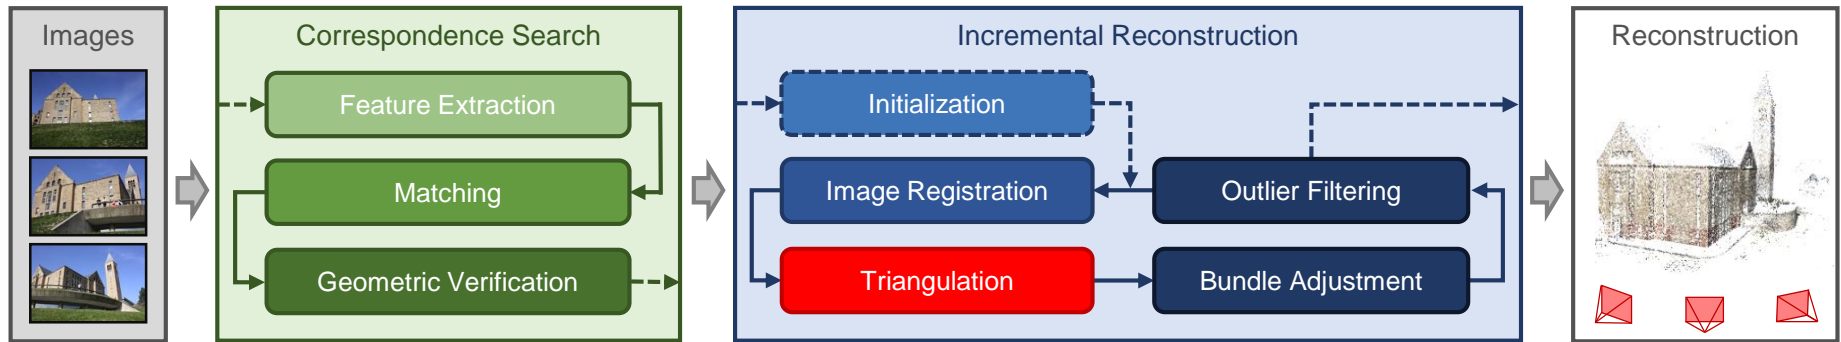 Images
Correspondence Search
Feature Extraction
Matching
Geometric Verification
Incremental Reconstruction
Initialization
Image Registration
Outlier Filtering
Triangulation
Bundle Adjustment
Reconstruction